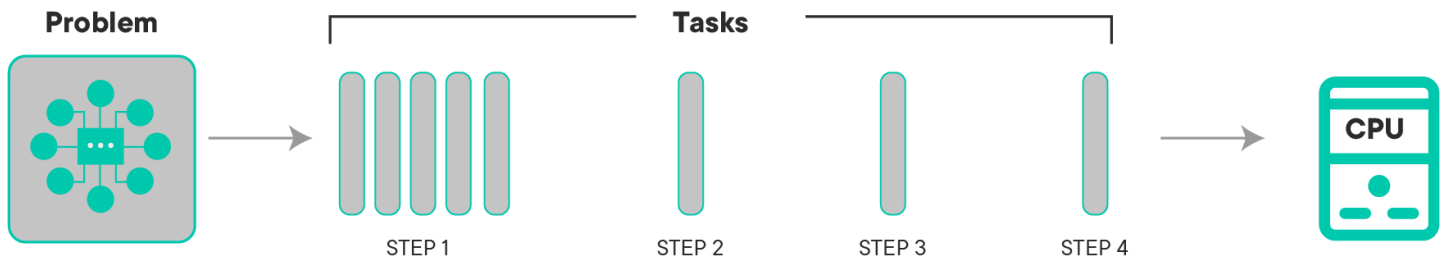 Problem
Tasks
CPU
STEP 1
STEP 2
STEP 3
STEP 4